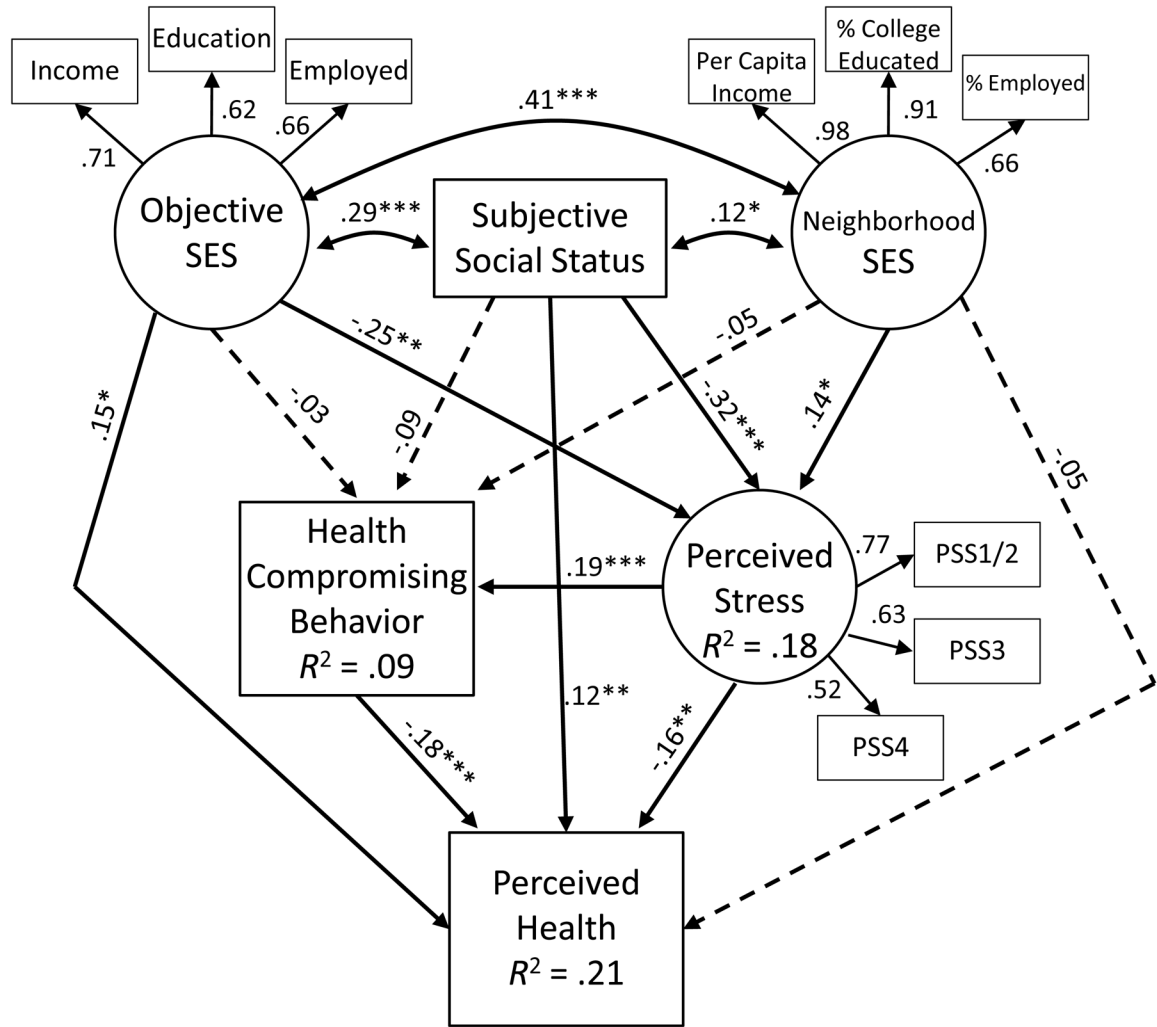 Income
Education
Employed
Per Capita
Income
% College
Educated
% Employed
.71
.62
.66
.41***
.98
.91
.66
Objective
SES
.29***
Subjective
Social Status
.12*
Neighborhood
SES
-.25**
-.03
-.09
-.05
-.32***
.14*
.15*
-.05
Health
Compromising
Behavior
R² = .09
.19***
Perceived
Stress
R² = .18
.77
PSS1/2
.63
PSS3
.52
PSS4
-.18***
.12**
-.16**
Perceived
Health
R² = .21